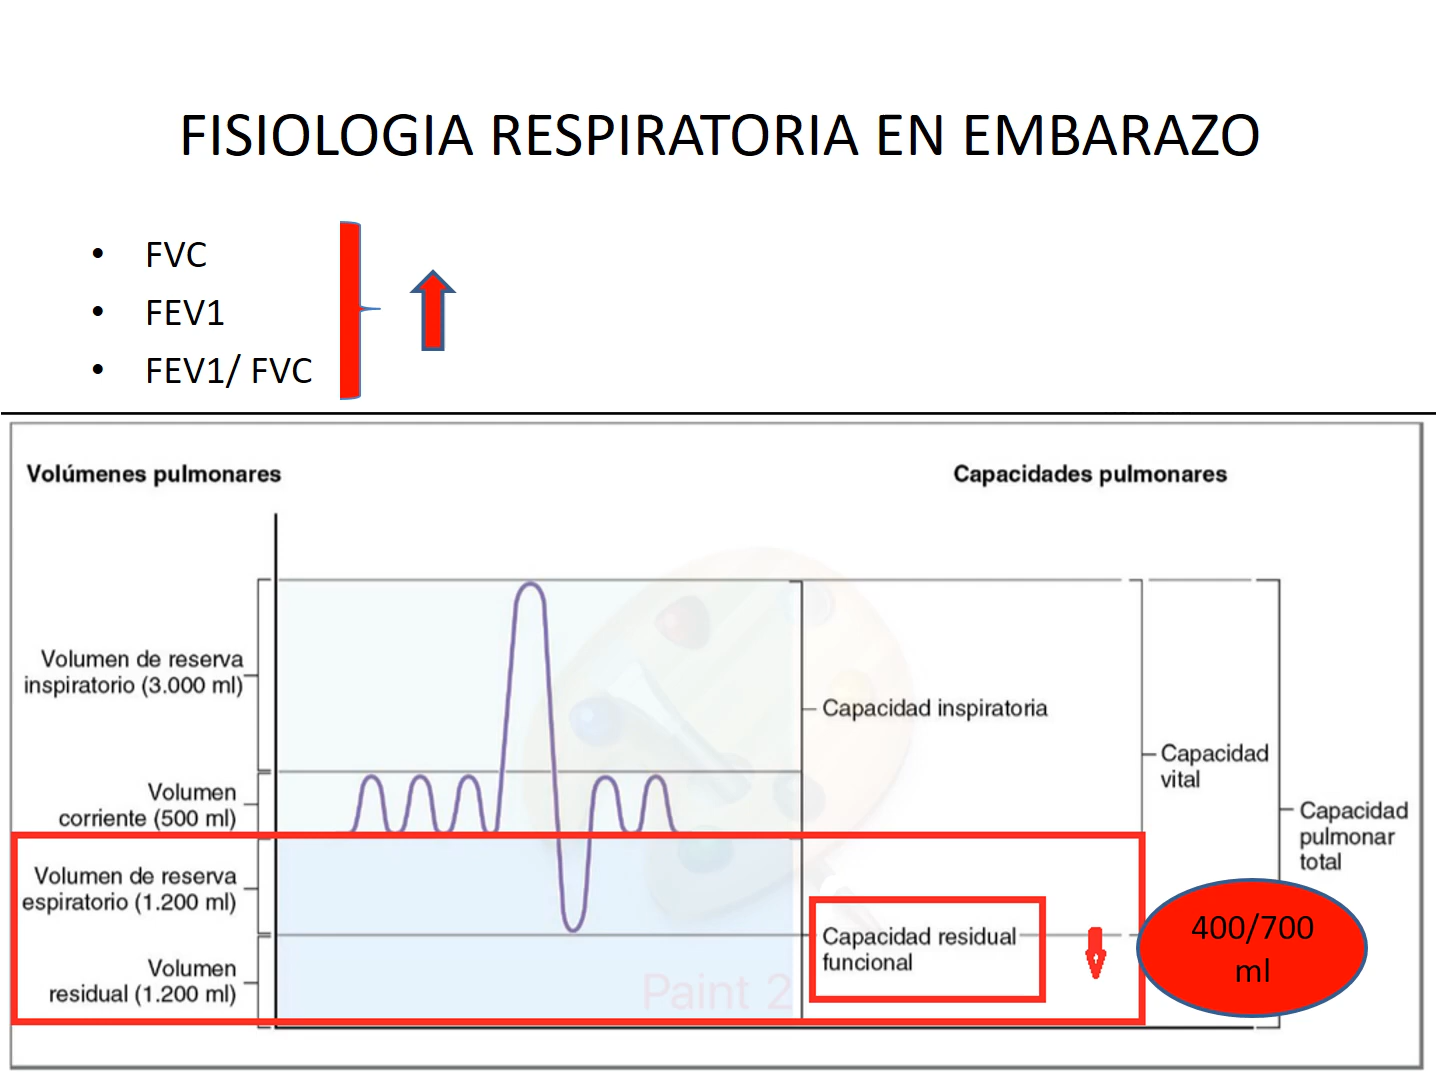 FISIOLOGIA RESPIRATORIA EN EMBARAZO
• FVC
• FEV1
• FEV1/ FVC
Volúmenes pulmonares
Capacidades pulmonares
Volumen de reserva
inspiratorio (3.000 ml)
Volumen
corriente (500 ml)
Volumen de reserva
espiratorio (1.200 ml)
Volumen
residual (1.200 ml)
Capacidad inspiratoria
Capacidad residual
funcional
Capacidad
vital
Capacidad
pulmonar
total
400/700
ml
Paint 2